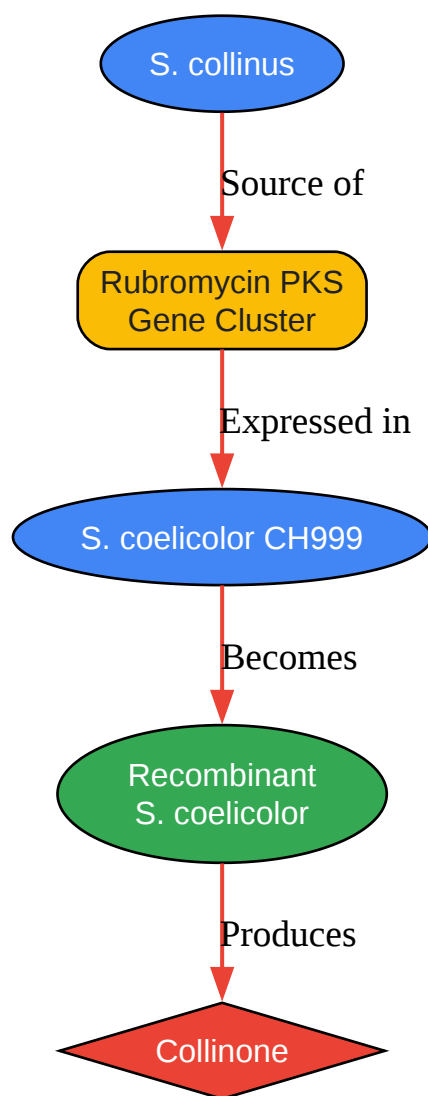 S. collinus
Source of
Rubromycin PKS
Gene Cluster
Expressed in
S. coelicolor CH999
Becomes
Recombinant
S. coelicolor
Produces
Collinone